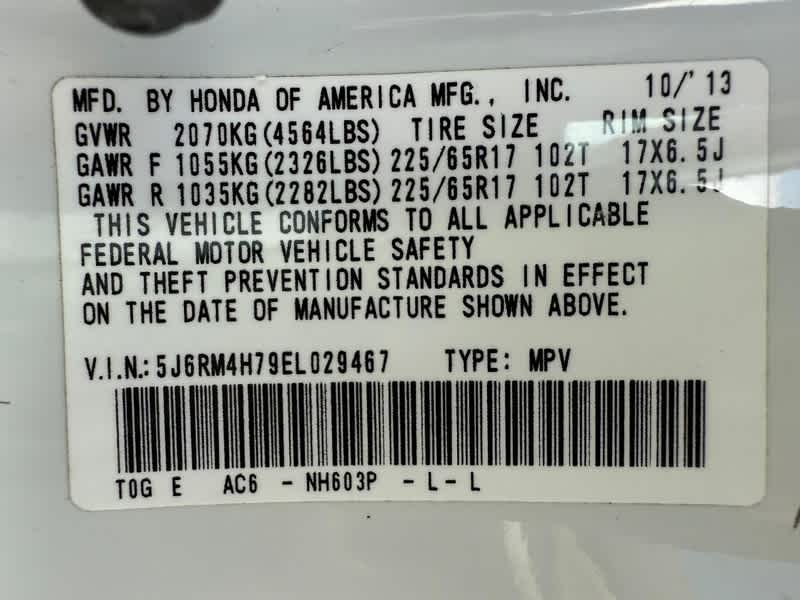 MFD. BY HONDA OF AMERICA MFG., INC. 10/'13
GVWR 2070KG(4564LBS) TIRE SIZE RIM SIZE
GAWR F 1055KG(2326LBS) 225/65R17 102T 17X6.5J
GAWR R 1035KG(2282LBS) 225/65R17 102T 17X6.5J
THIS VEHICLE CONFORMS TO ALL APPLICABLE
FEDERAL MOTOR VEHICLE SAFETY
AND THEFT PREVENTION STANDARDS IN EFFECT
ON THE DATE OF MANUFACTURE SHOWN ABOVE.
V.I.N.: 5J6RM4H79EL029467 TYPE: MPV
T0G E AC6 - NH603P - L - L